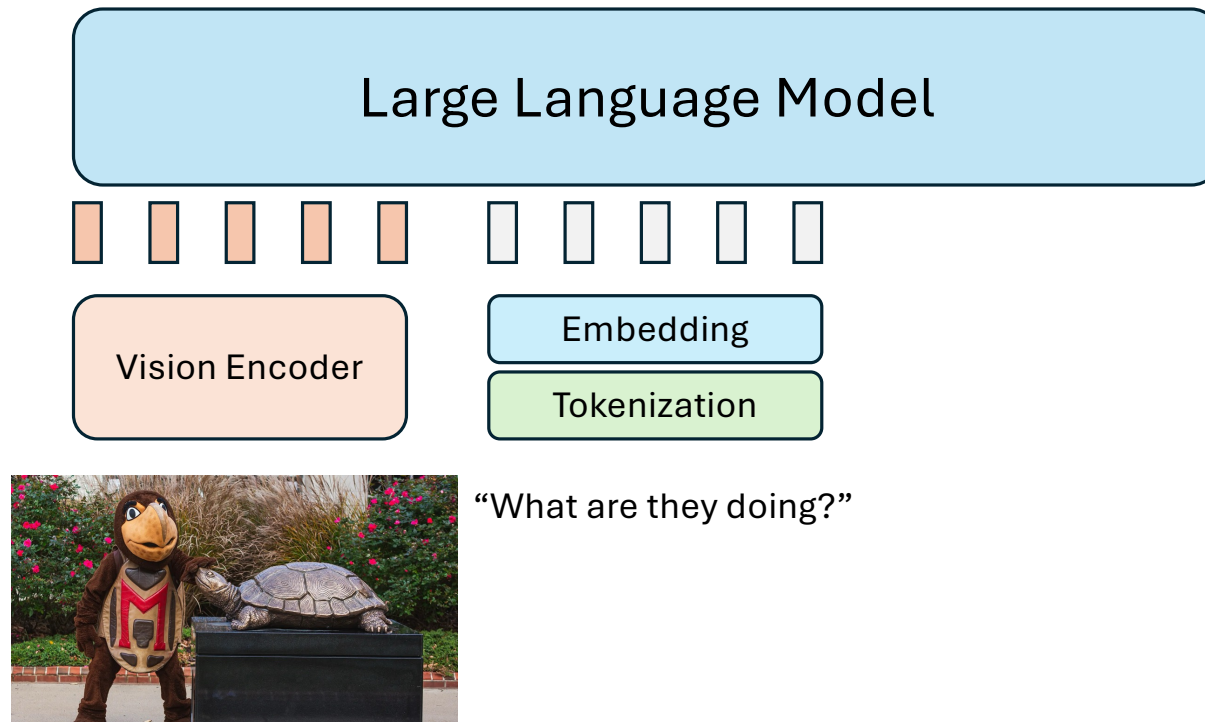 Large Language Model
Vision Encoder
Embedding
Tokenization
“What are they doing?”
M